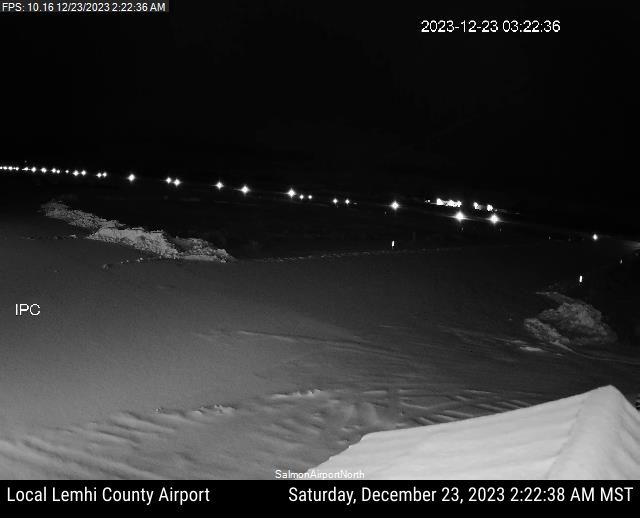 FPS: 10.16 12/23/2023 2:22:36 AM
2023-12-23 03:22:36
IPC
SalmonAirportNorth
Local Lemhi County Airport Saturday, December 23, 2023 2:22:38 AM MST